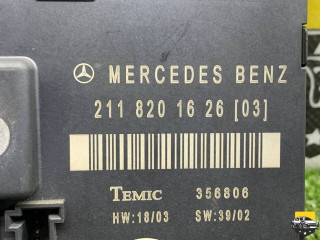 MERCEDES BENZ
211 820 16 26 [03]
TEMIC 356806
HW:18/03 SW:39/02